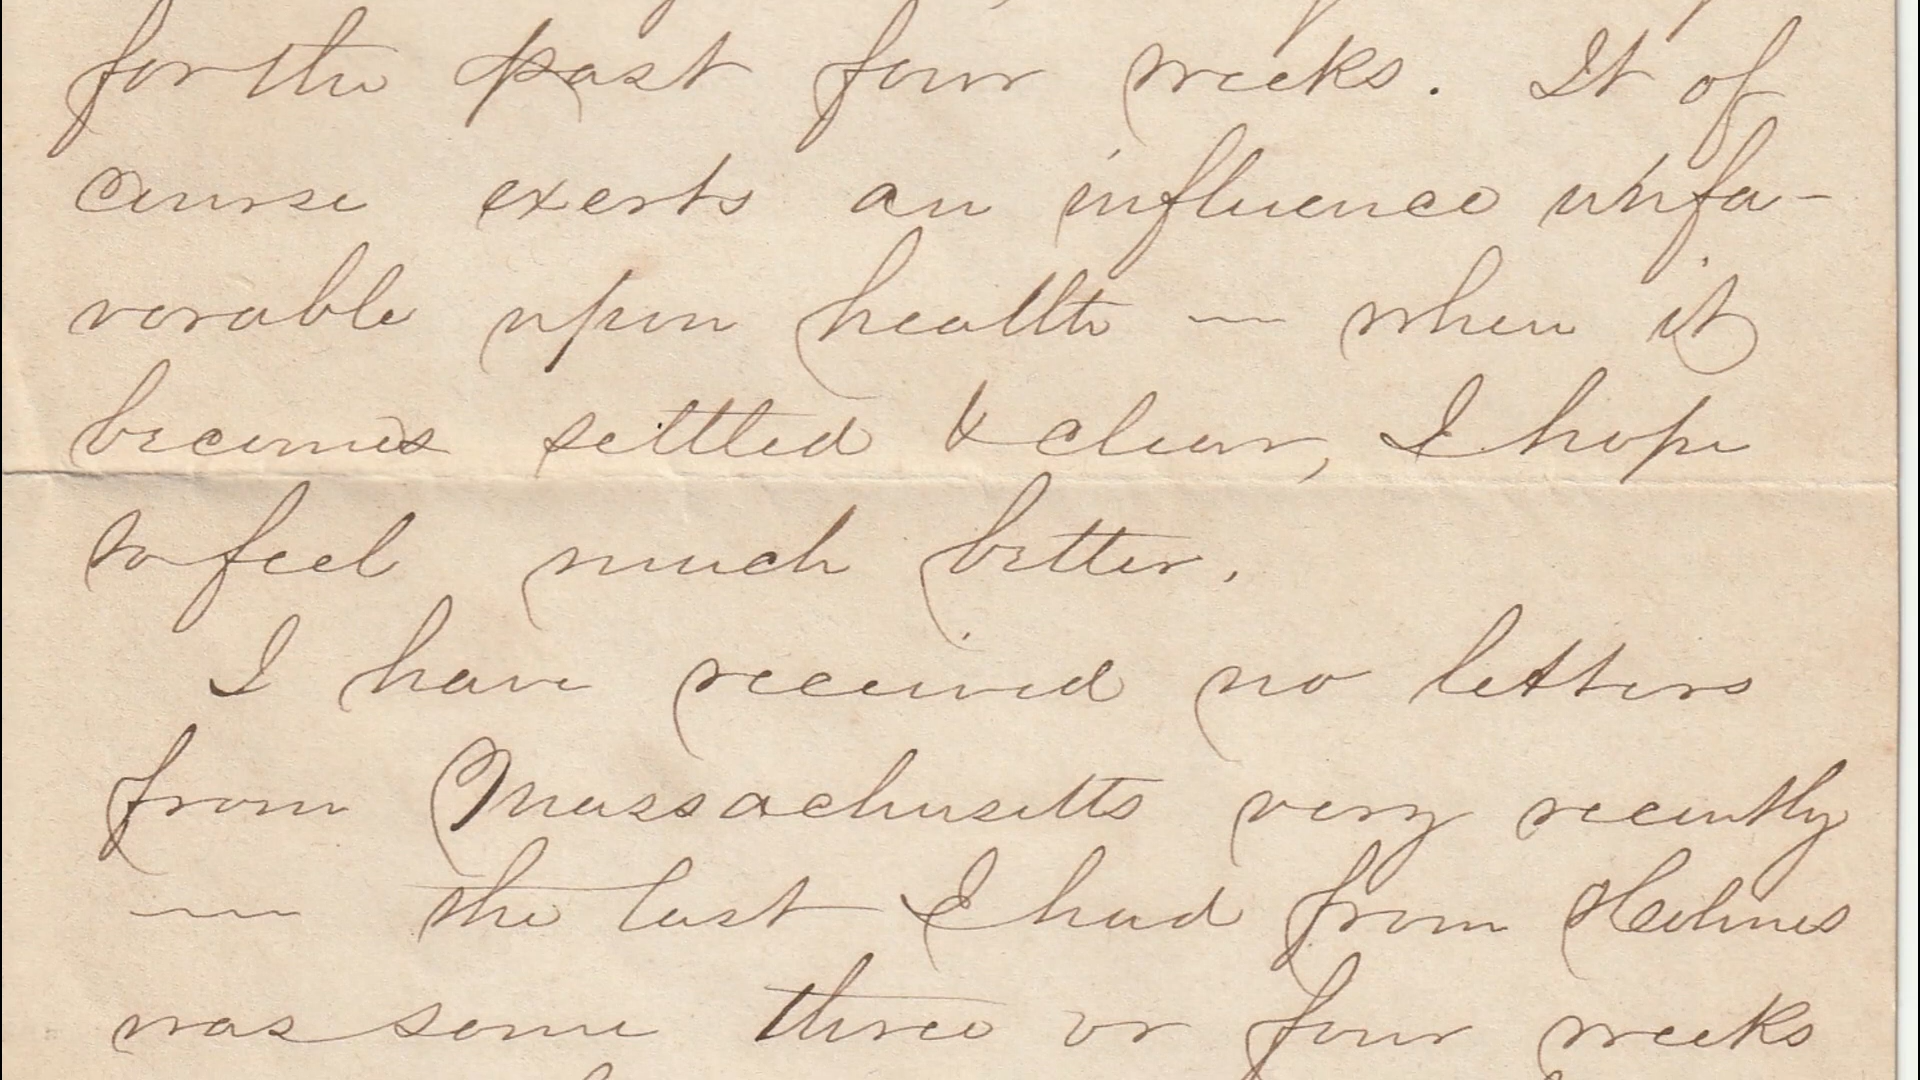 for the past four weeks. It of
course exerts an influence unfa-
vorable upon health — when it
becomes settled & clear, I hope
to feel much better.
I have received no letters
from Massachusetts very recently
— the last I had from Holmes
was some three or four weeks